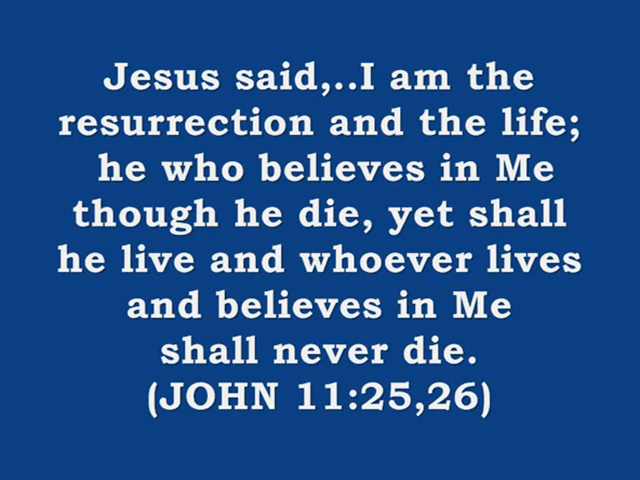 Jesus said,..I am the
resurrection and the life;
he who believes in Me
though he die, yet shall
he live and whoever lives
and believes in Me
shall never die.
(JOHN 11:25,26)